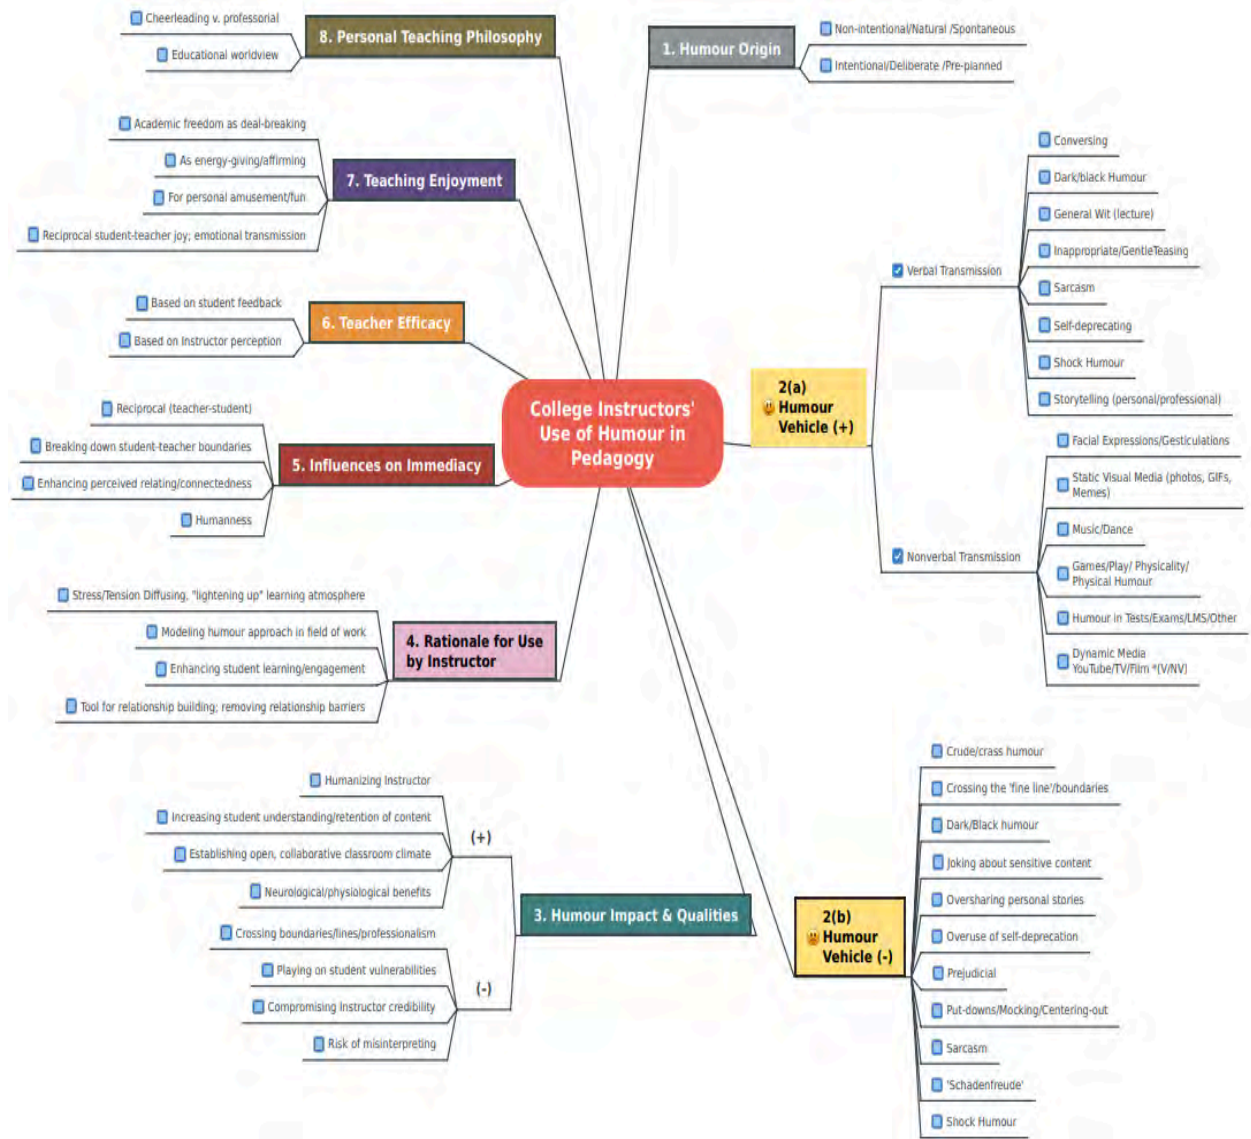 College Instructors'
Use of Humour in
Pedagogy
1. Humour Origin
Non-intentional/Natural /Spontaneous
Intentional/Deliberate /Pre-planned
2(a)
Humour
Vehicle (+)
Verbal Transmission
Conversing
Dark/black Humour
General Wit (lecture)
Inappropriate/GentleTeasing
Sarcasm
Self-deprecating
Shock Humour
Storytelling (personal/professional)
Nonverbal Transmission
Facial Expressions/Gesticulations
Static Visual Media (photos, GIFs,
Memes)
Music/Dance
Games/Play/ Physicality/
Physical Humour
Humour in Tests/Exams/LMS/Other
Dynamic Media
YouTube/TV/Film *(V/NV)
2(b)
Humour
Vehicle (-)
Crude/crass humour
Crossing the 'fine line'/boundaries
Dark/Black humour
Joking about sensitive content
Oversharing personal stories
Overuse of self-deprecation
Prejudicial
Put-downs/Mocking/Centering-out
Sarcasm
'Schadenfreude'
Shock Humour
3. Humour Impact & Qualities
(+)
Humanizing Instructor
Increasing student understanding/retention of content
Establishing open, collaborative classroom climate
Neurological/physiological benefits
(-)
Crossing boundaries/lines/professionalism
Playing on student vulnerabilities
Compromising Instructor credibility
Risk of misinterpreting
4. Rationale for Use
by Instructor
Stress/Tension Diffusing, "lightening up" learning atmosphere
Modeling humour approach in field of work
Enhancing student learning/engagement
Tool for relationship building; removing relationship barriers
5. Influences on Immediacy
Reciprocal (teacher-student)
Breaking down student-teacher boundaries
Enhancing perceived relating/connectedness
Humanness
6. Teacher Efficacy
Based on student feedback
Based on Instructor perception
7. Teaching Enjoyment
Academic freedom as deal-breaking
As energy-giving/affirming
For personal amusement/fun
Reciprocal student-teacher joy; emotional transmission
8. Personal Teaching Philosophy
Cheerleading v. professorial
Educational worldview